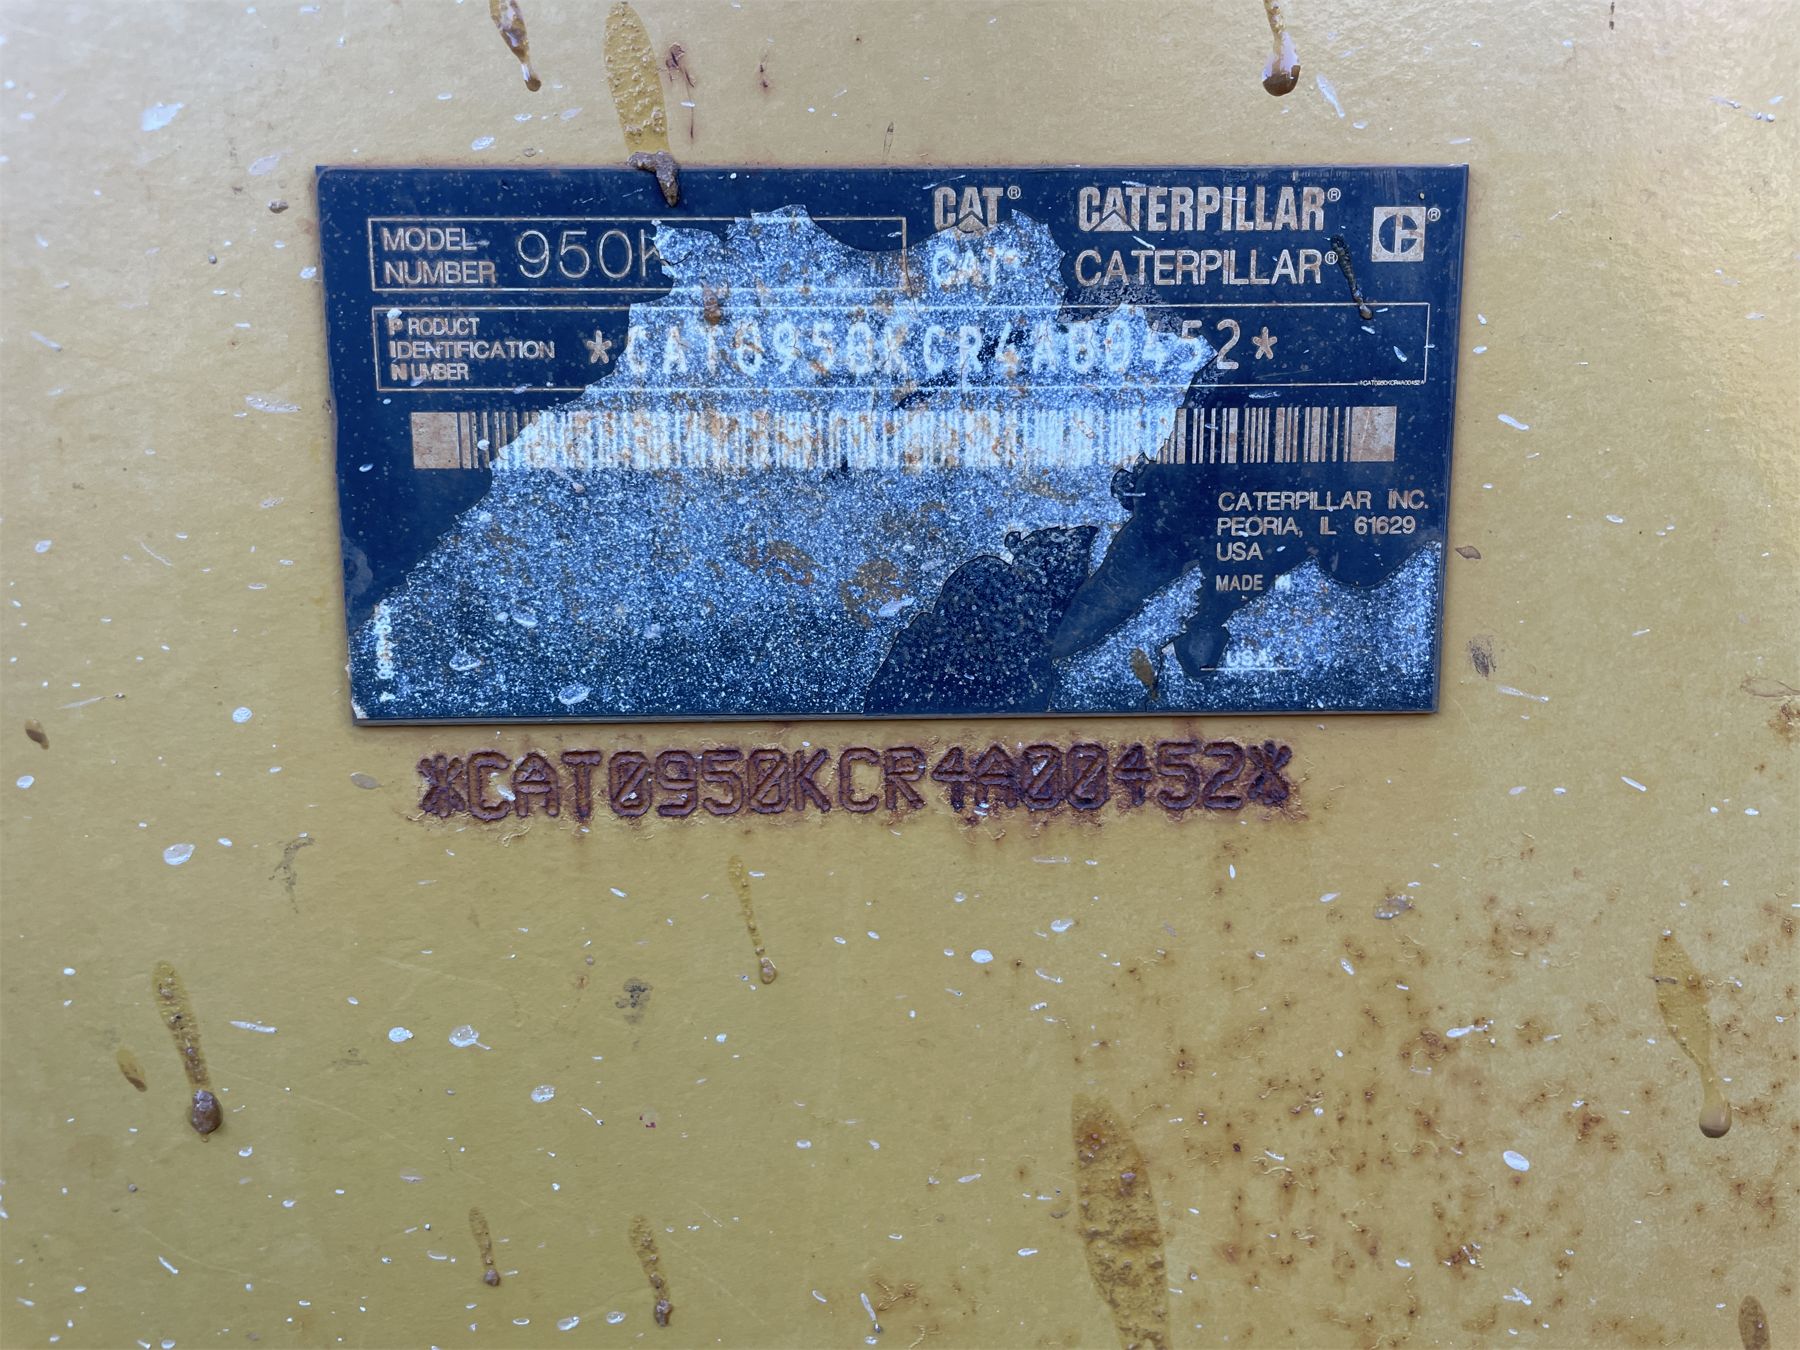 MODEL NUMBER 950K
CAT® CATERPILLAR®
CAT® CATERPILLAR®
PRODUCT
IDENTIFICATION
NUMBER
*CAT0950KCR4A00452*
*CAT0950KCR4A00452*
CATERPILLAR INC.
PEORIA, IL 61629
USA
MADE IN
USA
*CAT0950KCR4A00452*